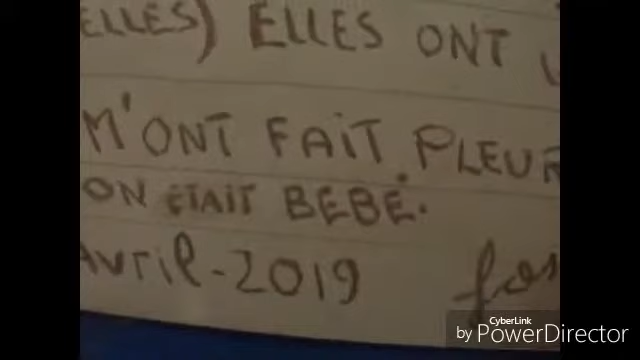 ELLES) ELLES ONT
M'ONT FAIT PLEUR
ON ÉTAIT BEBÉ.
AVRIL-2019
CyberLink
by PowerDirector